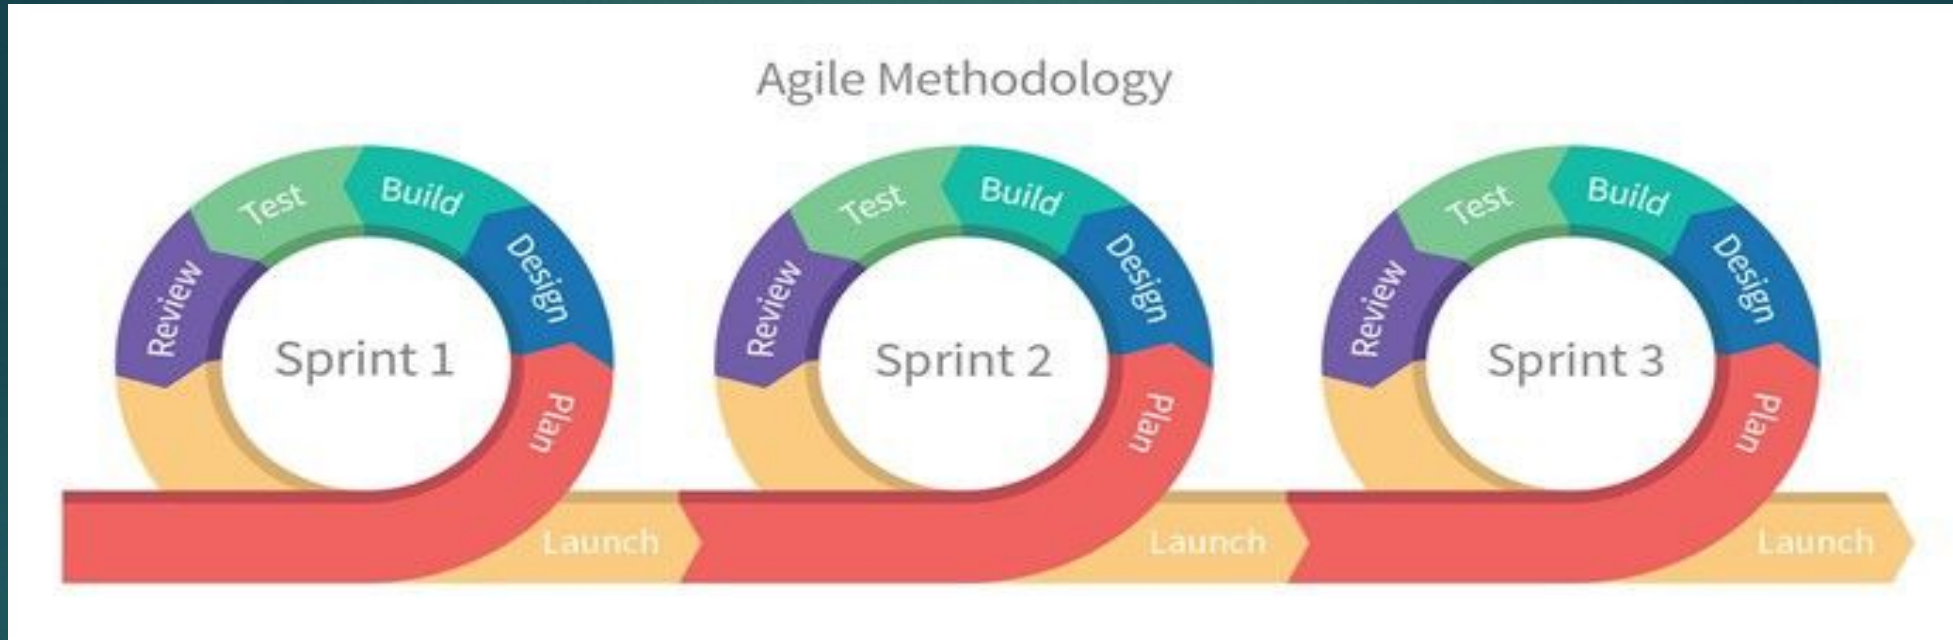 Agile Methodology
Test
Build
Design
Review
Sprint 1
Plan
Launch
Test
Build
Design
Review
Sprint 2
Plan
Launch
Test
Build
Design
Review
Sprint 3
Plan
Launch